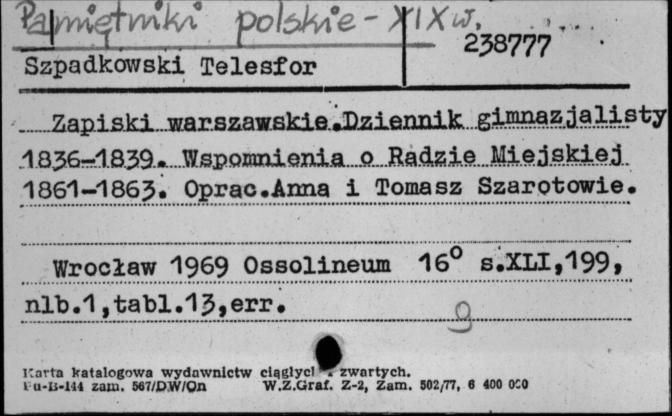 Pamiętniki polskie - XIX w.
238777
Szpadkowski Telesfor
Zapiski warszawskie.Dziennik gimnazjalisty
1836-1839. Wspomnienia o Radzie Miejskiej
1861-1863. Oprac.Anna i Tomasz Szarotowie.
Wrocław 1969 Ossolineum 16° s.XLI,199,
nlb.1,tabl.13,err.
g
Karta katalogowa wydawnictw ciągłych i zwartych.
Pu-B-144 zam. 567/DW/On W.Z.Graf. Z-2, Zam. 502/77, 6 400 000